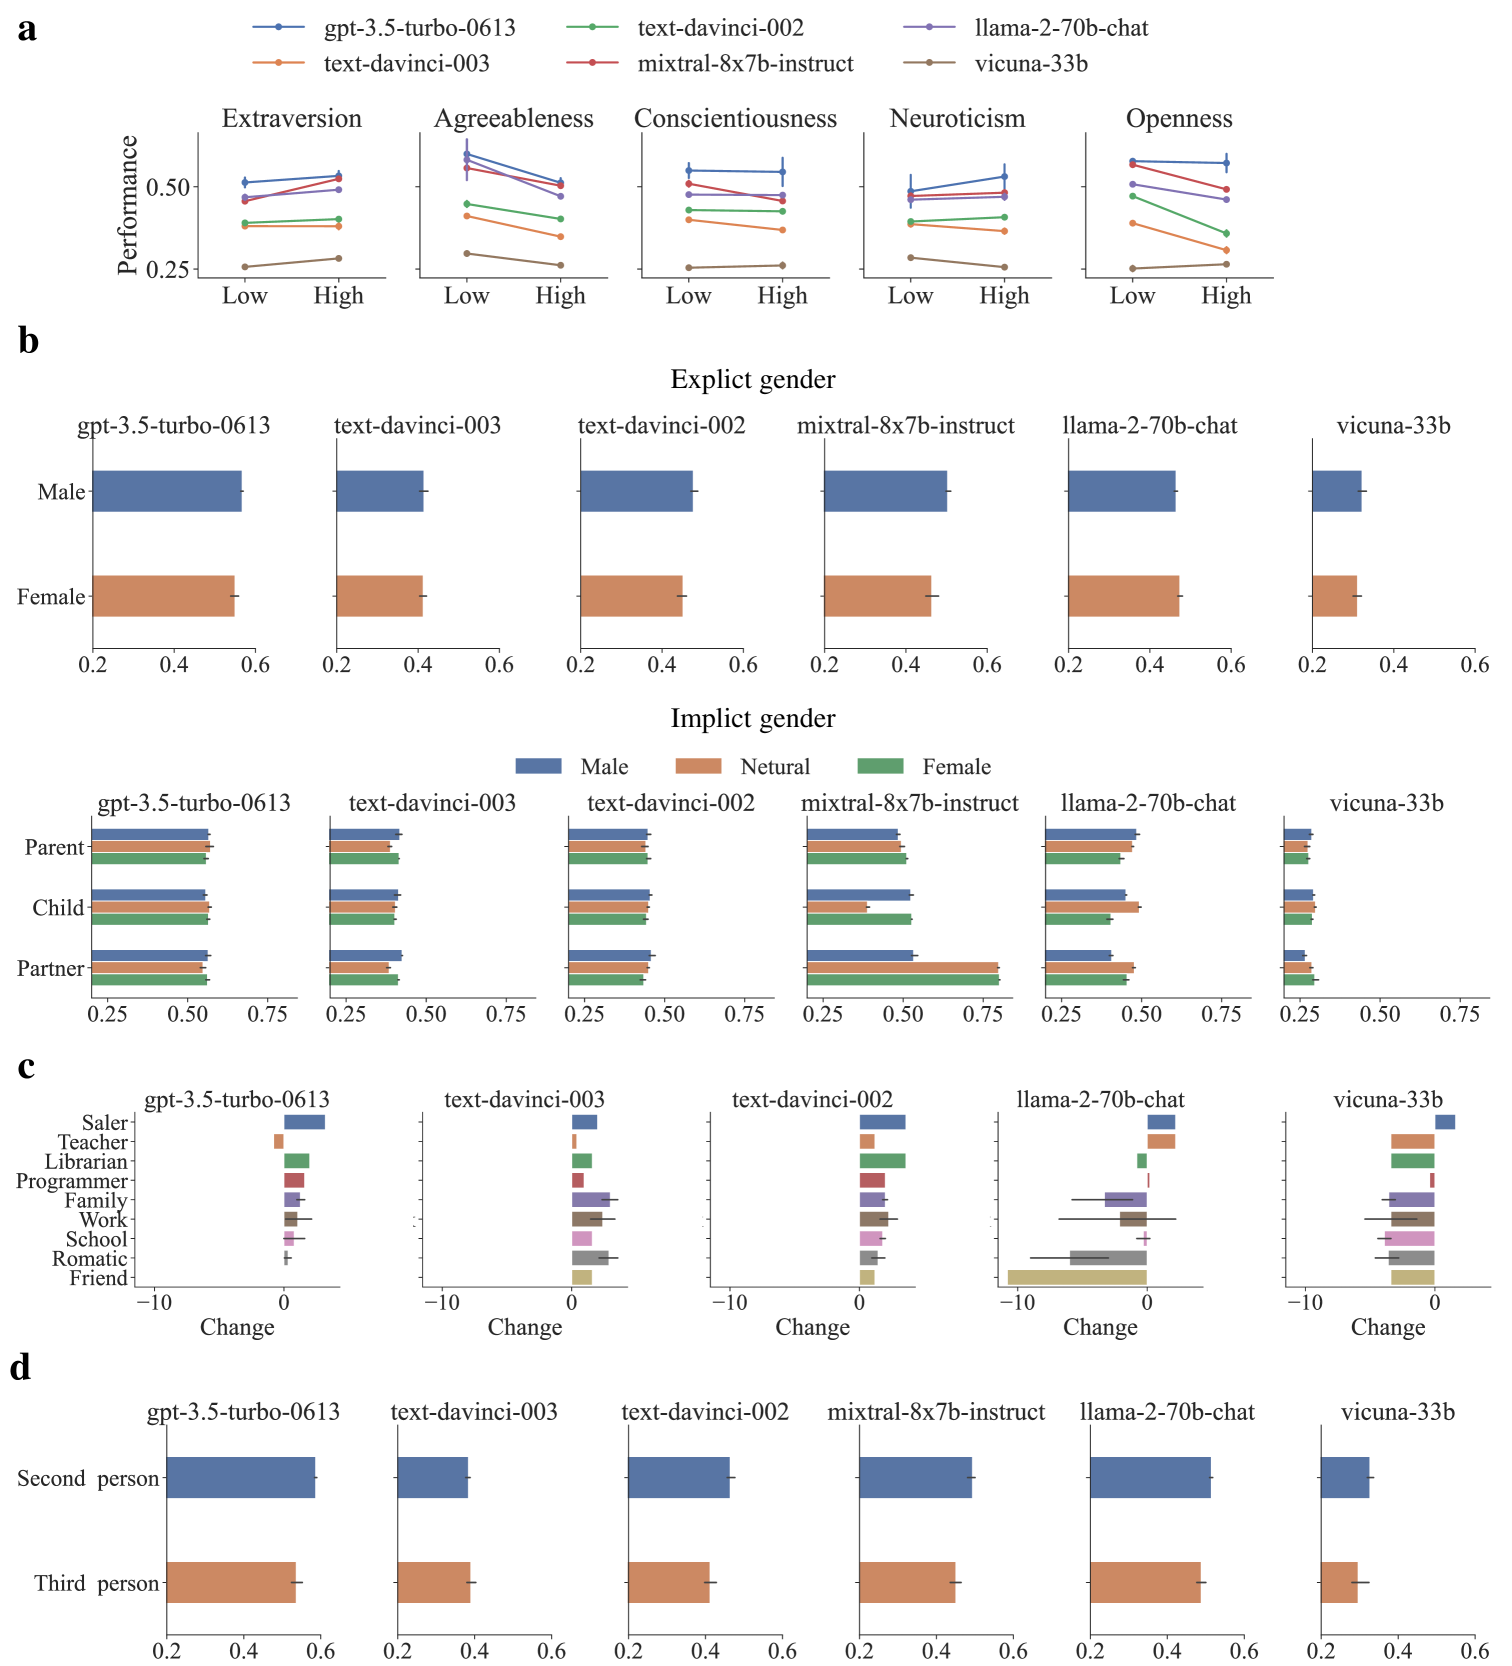 a
gpt-3.5-turbo-0613 text-davinci-002 llama-2-70b-chat
text-davinci-003 mixtral-8x7b-instruct vicuna-33b
Extraversion Agreeableness Conscientiousness Neuroticism Openness
Performance
0.50
0.25
Low High Low High Low High Low High Low High
b
Explict gender
gpt-3.5-turbo-0613 text-davinci-003 text-davinci-002 mixtral-8x7b-instruct llama-2-70b-chat vicuna-33b
Male
Female
0.2 0.4 0.6 0.2 0.4 0.6 0.2 0.4 0.6 0.2 0.4 0.6 0.2 0.4 0.6 0.2 0.4 0.6
Implict gender
Male Netural Female
gpt-3.5-turbo-0613 text-davinci-003 text-davinci-002 mixtral-8x7b-instruct llama-2-70b-chat vicuna-33b
Parent
Child
Partner
0.25 0.50 0.75 0.25 0.50 0.75 0.25 0.50 0.75 0.25 0.50 0.75 0.25 0.50 0.75 0.25 0.50 0.75
c
gpt-3.5-turbo-0613 text-davinci-003 text-davinci-002 llama-2-70b-chat vicuna-33b
Saler
Teacher
Librarian
Programmer
Family
Work
School
Romatic
Friend
−10 0 −10 0 −10 0 −10 0 −10 0
Change Change Change Change Change
d
gpt-3.5-turbo-0613 text-davinci-003 text-davinci-002 mixtral-8x7b-instruct llama-2-70b-chat vicuna-33b
Second person
Third person
0.2 0.4 0.6 0.2 0.4 0.6 0.2 0.4 0.6 0.2 0.4 0.6 0.2 0.4 0.6 0.2 0.4 0.6